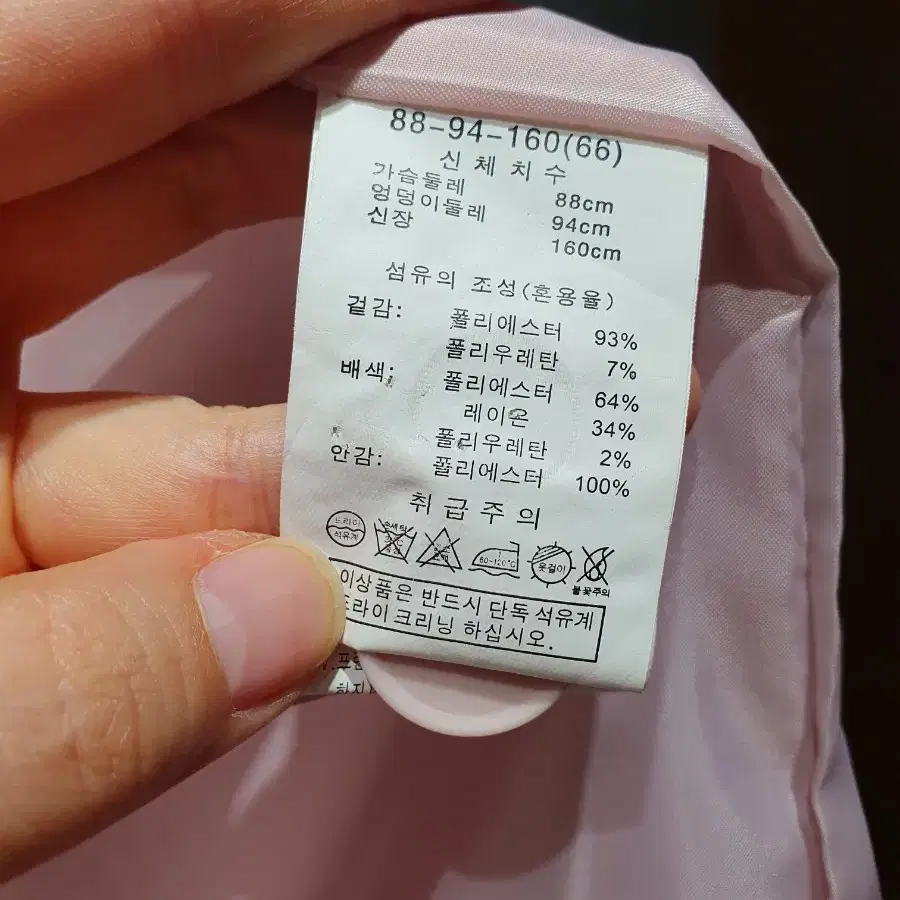 88-94-160(66)
신체치수
가슴둘레 88cm
엉덩이둘레 94cm
신장 160cm
섬유의 조성(혼용율)
겉감: 폴리에스터 93%
폴리우레탄 7%
배색: 폴리에스터 64%
레이온 34%
폴리우레탄 2%
안감: 폴리에스터 100%
취급주의
드라이
석유계
손세탁
옷걸이
80-120℃
불꽃주의
이상품은 반드시 단독 석유계
드라이크리닝 하십시오.